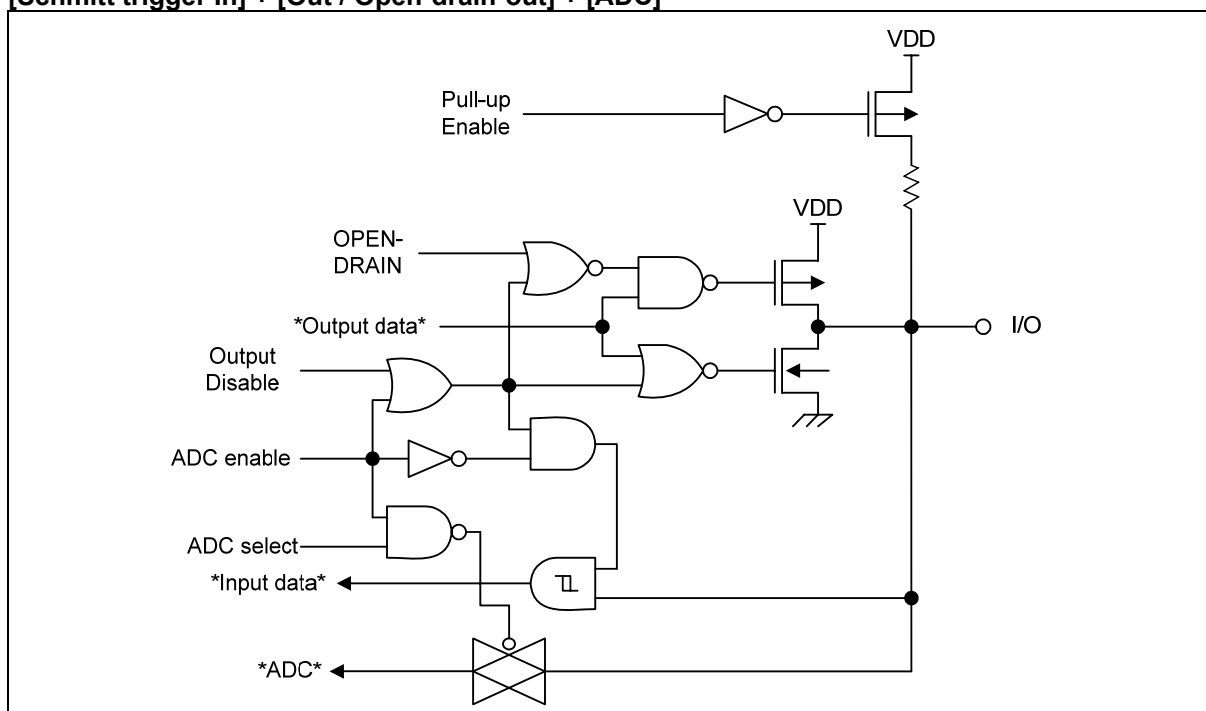 [Schmitt trigger in] + [Out / Open-drain out] + [ADC]
VDD
Pull-up
Enable
VDD
OPEN-
DRAIN
*Output data*
I/O
Output
Disable
ADC enable
ADC select
*Input data*
*ADC*